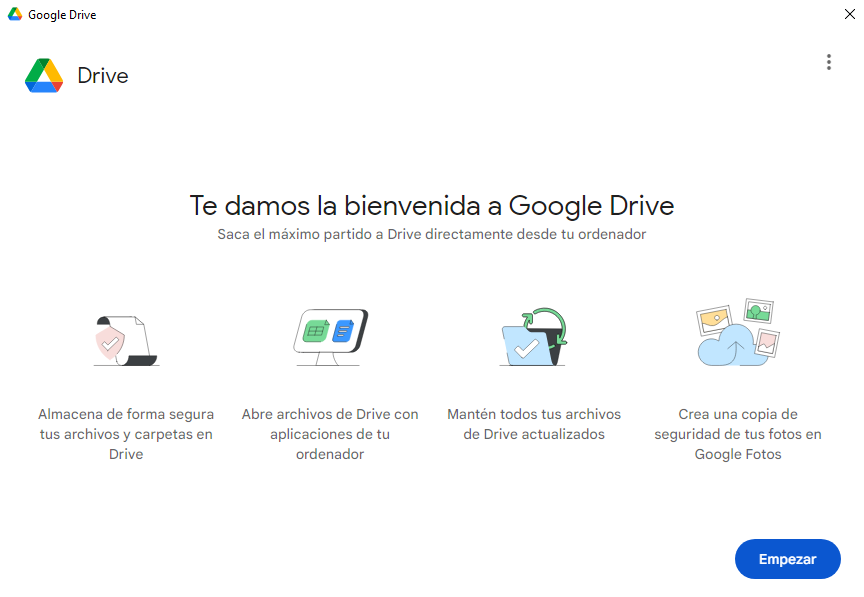 Google Drive
Drive
Te damos la bienvenida a Google Drive
Saca el máximo partido a Drive directamente desde tu ordenador
Almacena de forma segura
tus archivos y carpetas en
Drive
Abre archivos de Drive con
aplicaciones de tu
ordenador
Mantén todos tus archivos
de Drive actualizados
Crea una copia de
seguridad de tus fotos en
Google Fotos
Empezar